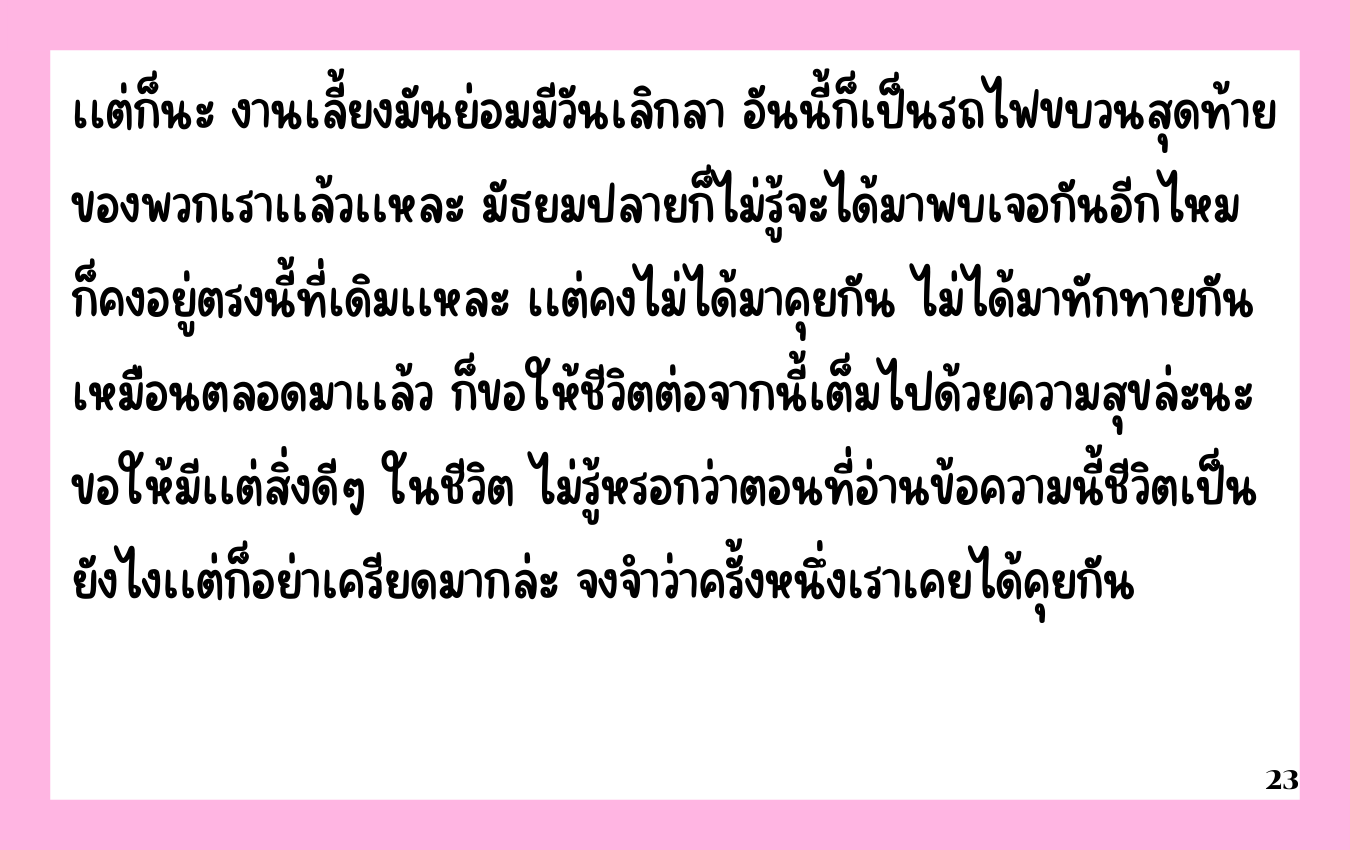 แต่ก็นะ งานเลี้ยงมันย่อมมีวันเลิกลา อันนี้ก็เป็นรถไฟขบวนสุดท้าย
ของพวกเราแล้วแหละ มัธยมปลายก็ไม่รู้จะได้มาพบเจอกันอีกไหม
ก็คงอยู่ตรงนี้ที่เดิมแหละ แต่คงไม่ได้มาคุยกัน ไม่ได้มาทักทายกัน
เหมือนตลอดมาแล้ว ก็ขอให้ชีวิตต่อจากนี้เต็มไปด้วยความสุขล่ะนะ
ขอให้มีแต่สิ่งดีๆ ในชีวิต ไม่รู้หรอกว่าตอนที่อ่านข้อความนี้ชีวิตเป็น
ยังไงแต่ก็อย่าเครียดมากล่ะ จงจำว่าครั้งหนึ่งเราเคยได้คุยกัน
23